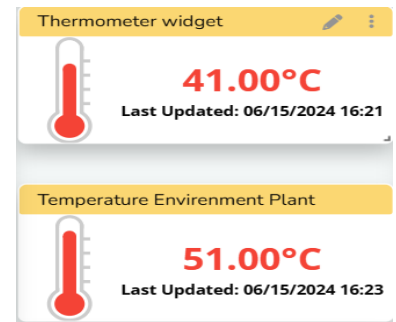 Thermometer widget
41.00°C
Last Updated: 06/15/2024 16:21
Temperature Envirenment Plant
51.00°C
Last Updated: 06/15/2024 16:23